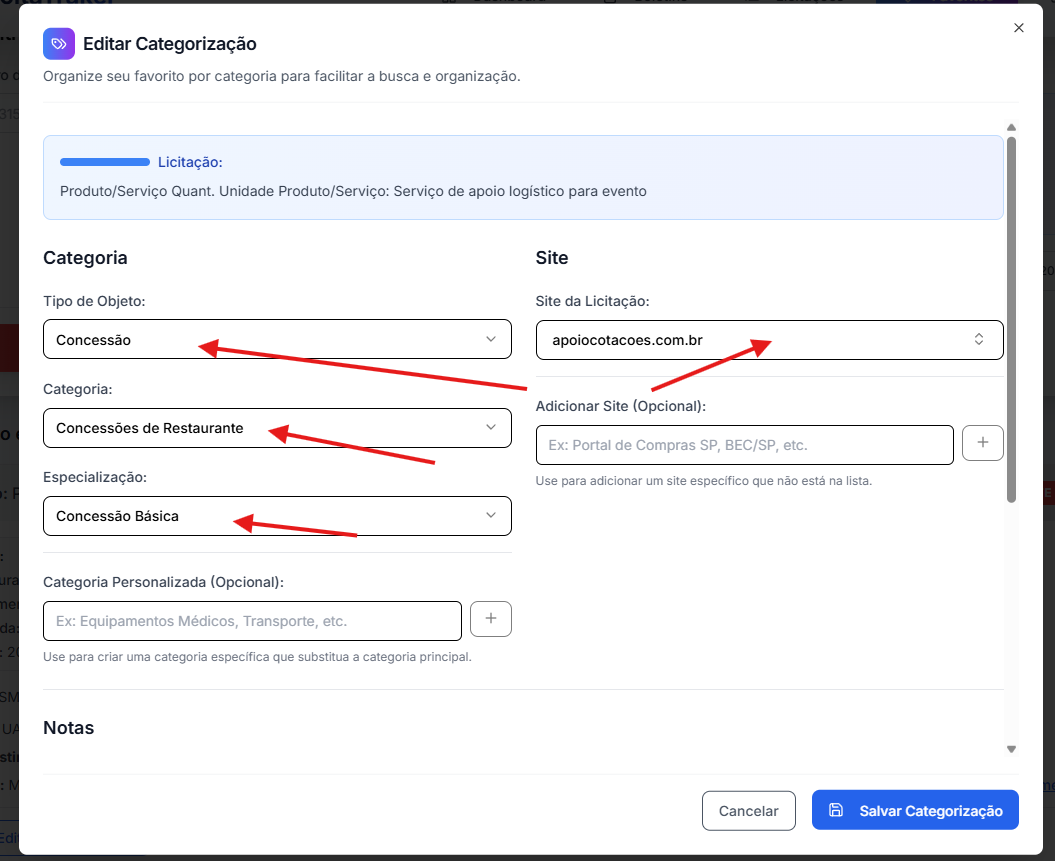 Editar Categorização
Organize seu favorito por categoria para facilitar a busca e organização.
Licitação:
Produto/Serviço Quant. Unidade Produto/Serviço: Serviço de apoio logístico para evento
Categoria
Tipo de Objeto:
Concessão
Categoria:
Concessões de Restaurante
Especialização:
Concessão Básica
Categoria Personalizada (Opcional):
Ex: Equipamentos Médicos, Transporte, etc.
Use para criar uma categoria específica que substitua a categoria principal.
Site
Site da Licitação:
apoiocotacoes.com.br
Adicionar Site (Opcional):
Ex: Portal de Compras SP, BEC/SP, etc.
Use para adicionar um site específico que não está na lista.
Notas
Cancelar
Salvar Categorização